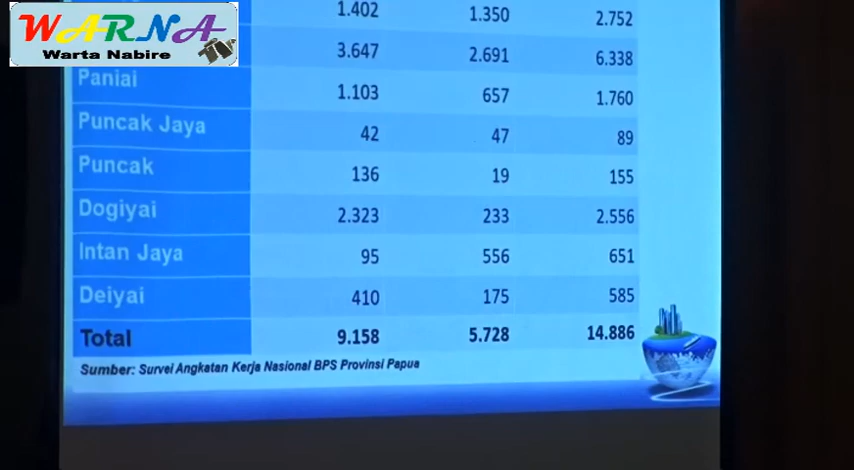 WARNA
Warta Nabire
1.402 1.350 2.752
3.647 2.691 6.338
Paniai 1.103 657 1.760
Puncak Jaya 42 47 89
Puncak 136 19 155
Dogiyai 2.323 233 2.556
Intan Jaya 95 556 651
Deiyai 410 175 585
Total 9.158 5.728 14.886
Sumber: Survei Angkatan Kerja Nasional BPS Provinsi Papua